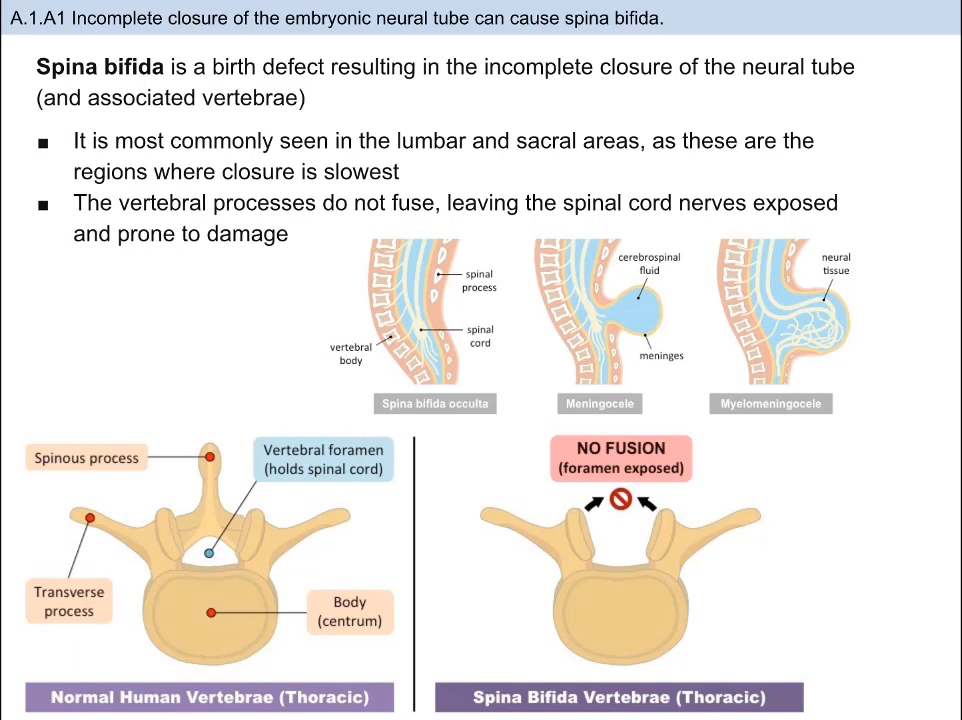 A.1.A1 Incomplete closure of the embryonic neural tube can cause spina bifida.
Spina bifida is a birth defect resulting in the incomplete closure of the neural tube
(and associated vertebrae)
■ It is most commonly seen in the lumbar and sacral areas, as these are the
regions where closure is slowest
■ The vertebral processes do not fuse, leaving the spinal cord nerves exposed
and prone to damage
spinal
process
spinal
cord
vertebral
body
Spina bifida occulta
cerebrospinal
fluid
meninges
Meningocele
neural
tissue
Myelomeningocele
Spinous process
Vertebral foramen
(holds spinal cord)
Transverse
process
Body
(centrum)
Normal Human Vertebrae (Thoracic)
NO FUSION
(foramen exposed)
Spina Bifida Vertebrae (Thoracic)